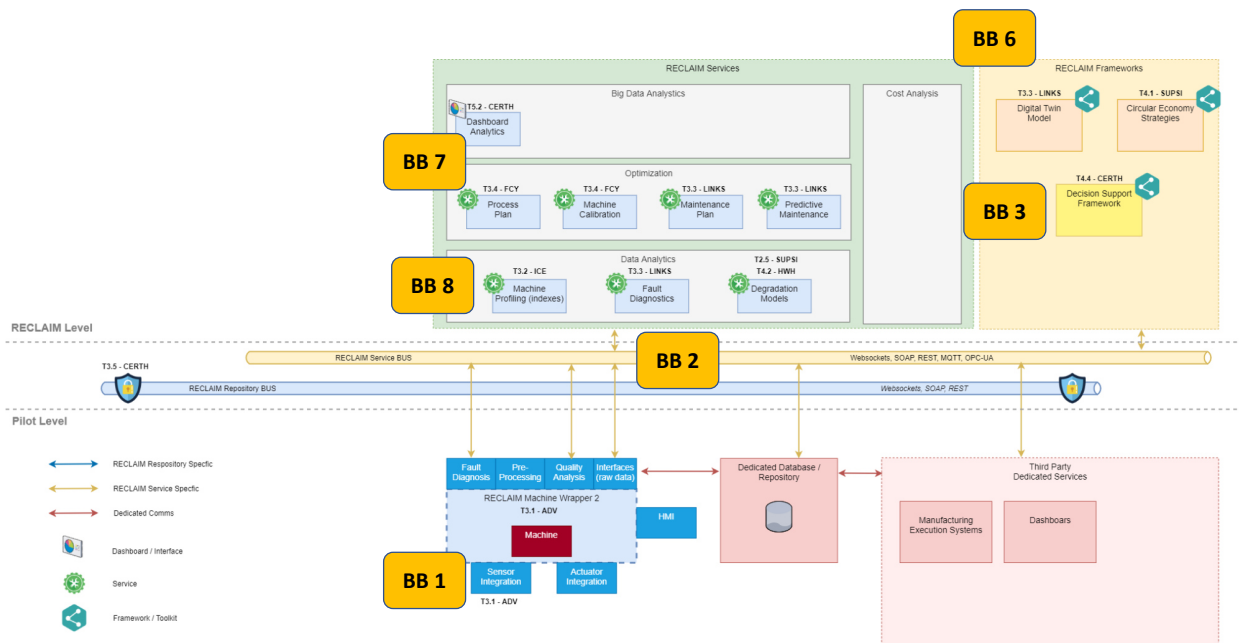 BB 6
RECLAIM Services
RECLAIM Frameworks
Big Data Analystics
Cost Analysis
T5.2 - CERTH
Dashboard
Analytics
T3.3 - LINKS
Digital Twin
Model
T4.1 - SUPSI
Circular Economy
Strategies
BB 7
Optimization
T3.4 - FCY
Process
Plan
T3.4 - FCY
Machine
Calibration
T3.3 - LINKS
Maintenance
Plan
T3.3 - LINKS
Predictive
Maintenance
BB 3
T4.4 - CERTH
Decision Support
Framework
BB 8
Data Analytics
T3.2 - ICE
Machine
Profiling (indexes)
T3.3 - LINKS
Fault
Diagnostics
T2.5 - SUPSI
T4.2 - HWH
Degradation
Models
RECLAIM Level
RECLAIM Service BUS
BB 2
Websockets, SOAP, REST, MQTT, OPC-UA
T3.5 - CERTH
RECLAIM Repository BUS
Websockets, SOAP, REST
Pilot Level
RECLAIM Respository Specfic
RECLAIM Service Specfic
Dedicated Comms
Dashboard / Interface
Service
Framework / Toolkit
Fault
Diagnosis
Pre-
Processing
Quality
Analysis
Interfaces
(raw data)
RECLAIM Machine Wrapper 2
T3.1 - ADV
Machine
HMI
BB 1
Sensor
Integration
Actuator
Integration
T3.1 - ADV
Dedicated Database /
Repository
Third Party
Dedicated Services
Manufacturing
Execution Systems
Dashboars